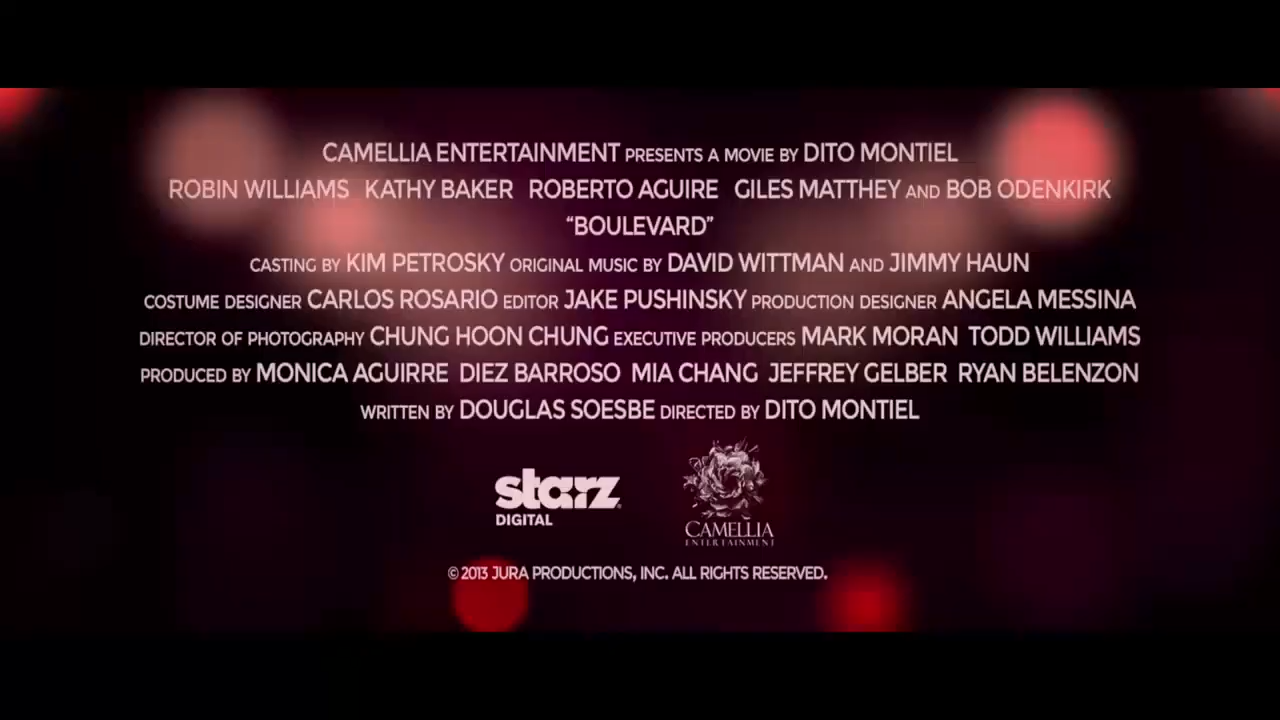 CAMELLIA ENTERTAINMENT PRESENTS A MOVIE BY DITO MONTIEL
ROBIN WILLIAMS KATHY BAKER ROBERTO AGUIRE GILES MATTHEY AND BOB ODENKIRK
“BOULEVARD”
CASTING BY KIM PETROSKY ORIGINAL MUSIC BY DAVID WITTMAN AND JIMMY HAUN
COSTUME DESIGNER CARLOS ROSARIO EDITOR JAKE PUSHINSKY PRODUCTION DESIGNER ANGELA MESSINA
DIRECTOR OF PHOTOGRAPHY CHUNG HOON CHUNG EXECUTIVE PRODUCERS MARK MORAN TODD WILLIAMS
PRODUCED BY MONICA AGUIRRE DIEZ BARROSO MIA CHANG JEFFREY GELBER RYAN BELENZON
WRITTEN BY DOUGLAS SOESBE DIRECTED BY DITO MONTIEL
starz
DIGITAL
CAMELLIA
ENTERTAINMENT
© 2013 JURA PRODUCTIONS, INC. ALL RIGHTS RESERVED.